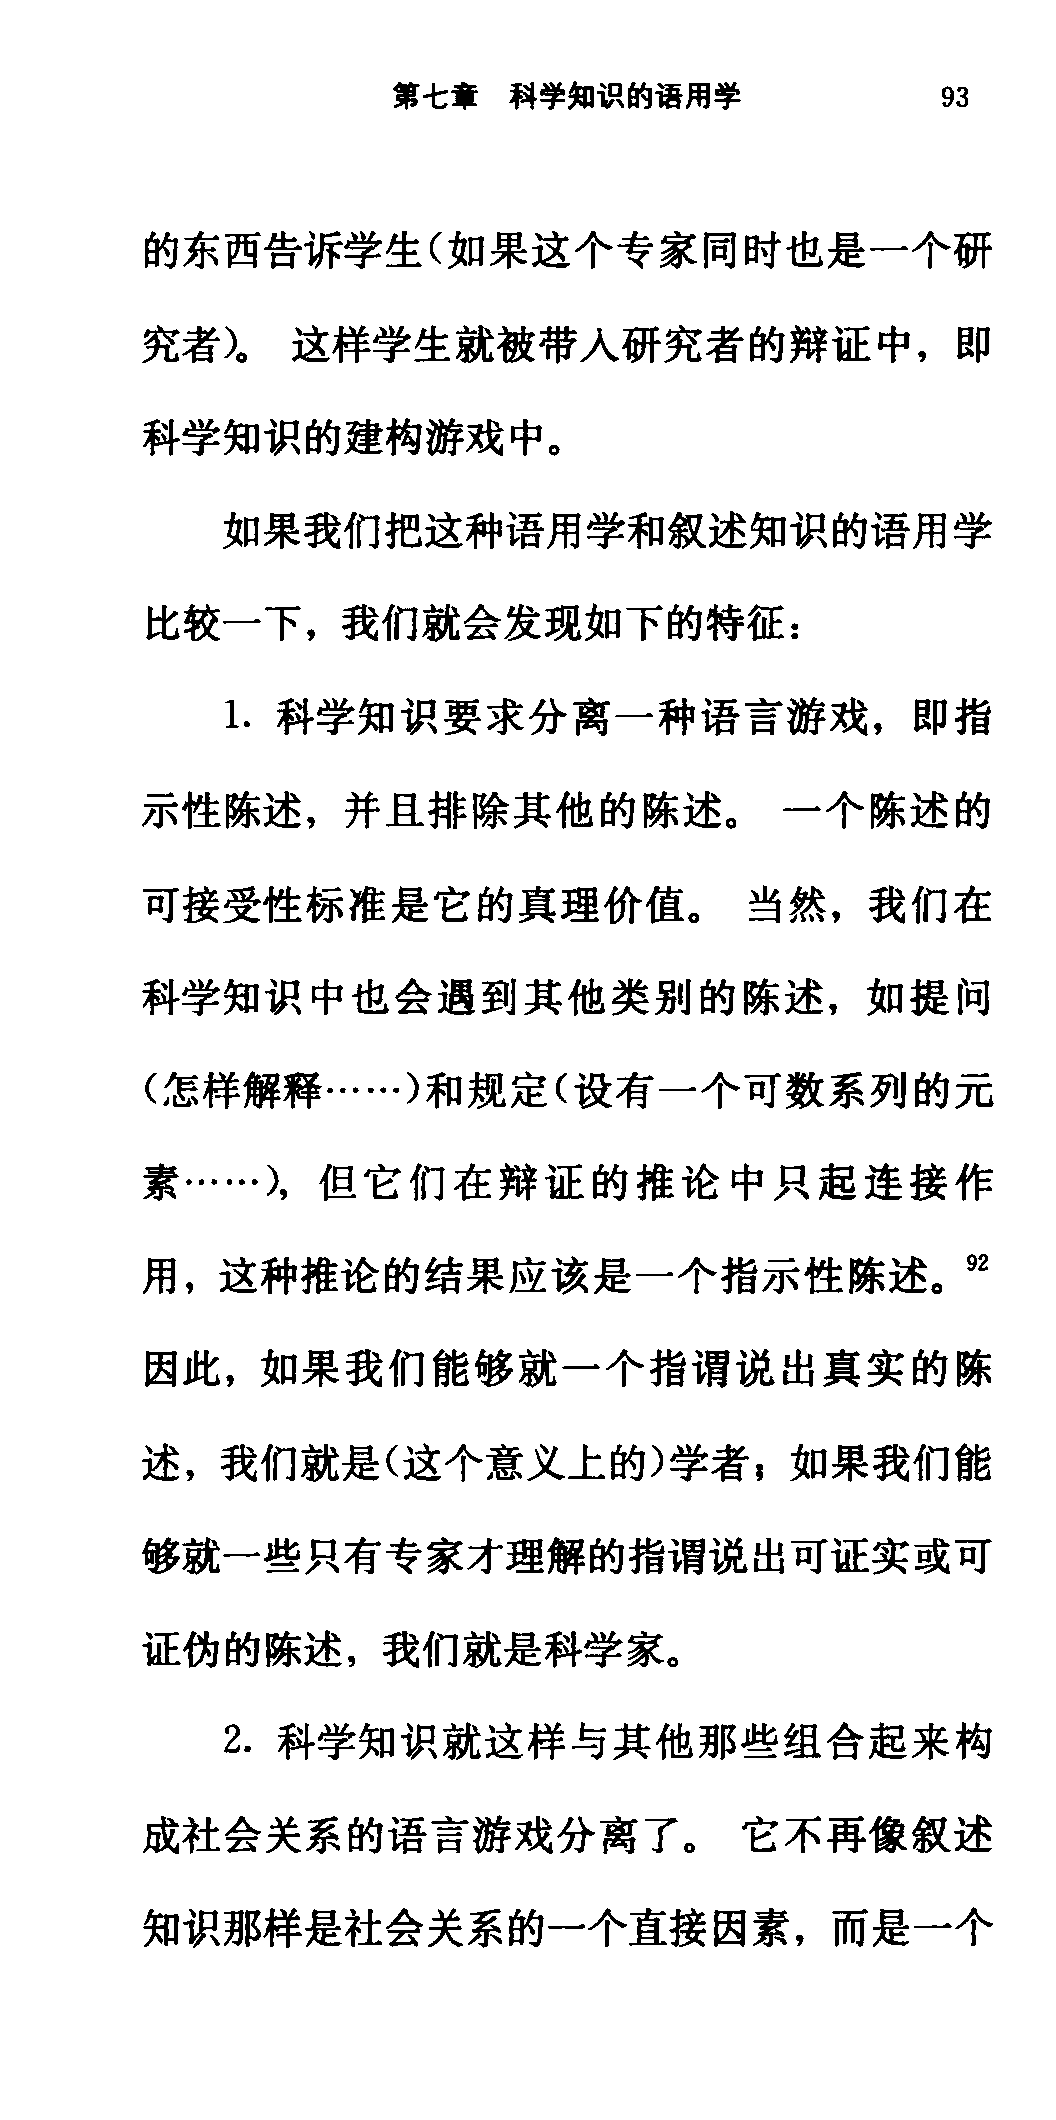 第七章　科学知识的语用学　93
的东西告诉学生（如果这个专家同时也是一个研
究者）。 这样学生就被带入研究者的辩证中，即
科学知识的建构游戏中。
如果我们把这种语用学和叙述知识的语用学
比较一下，我们就会发现如下的特征：
1. 科学知识要求分离一种语言游戏，即指
示性陈述，并且排除其他的陈述。 一个陈述的
可接受性标准是它的真理价值。 当然，我们在
科学知识中也会遇到其他类别的陈述，如提问
（怎样解释……）和规定（设有一个可数系列的元
素……），但它们在辩证的推论中只起连接作
用，这种推论的结果应该是一个指示性陈述。92
因此，如果我们能够就一个指谓说出真实的陈
述，我们就是（这个意义上的）学者；如果我们能
够就一些只有专家才理解的指谓说出可证实或可
证伪的陈述，我们就是科学家。
2. 科学知识就这样与其他那些组合起来构
成社会关系的语言游戏分离了。 它不再像叙述
知识那样是社会关系的一个直接因素，而是一个